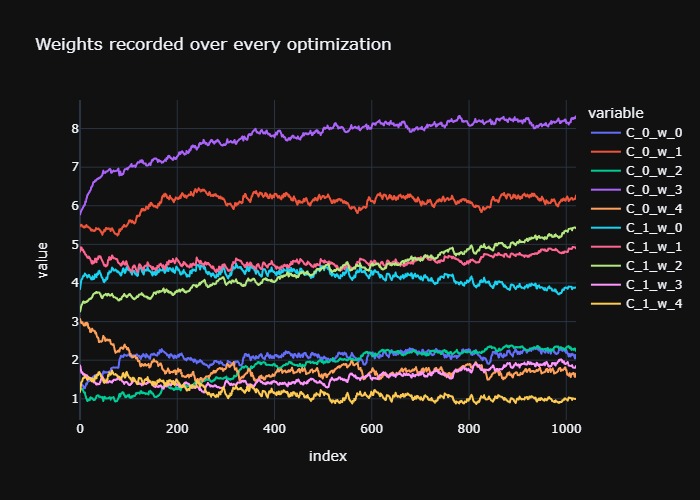 Weights recorded over every optimization
variable
C_0_w_0
C_0_w_1
C_0_w_2
C_0_w_3
C_0_w_4
C_1_w_0
C_1_w_1
C_1_w_2
C_1_w_3
C_1_w_4
value
8
7
6
5
4
3
2
1
0 200 400 600 800 1000
index